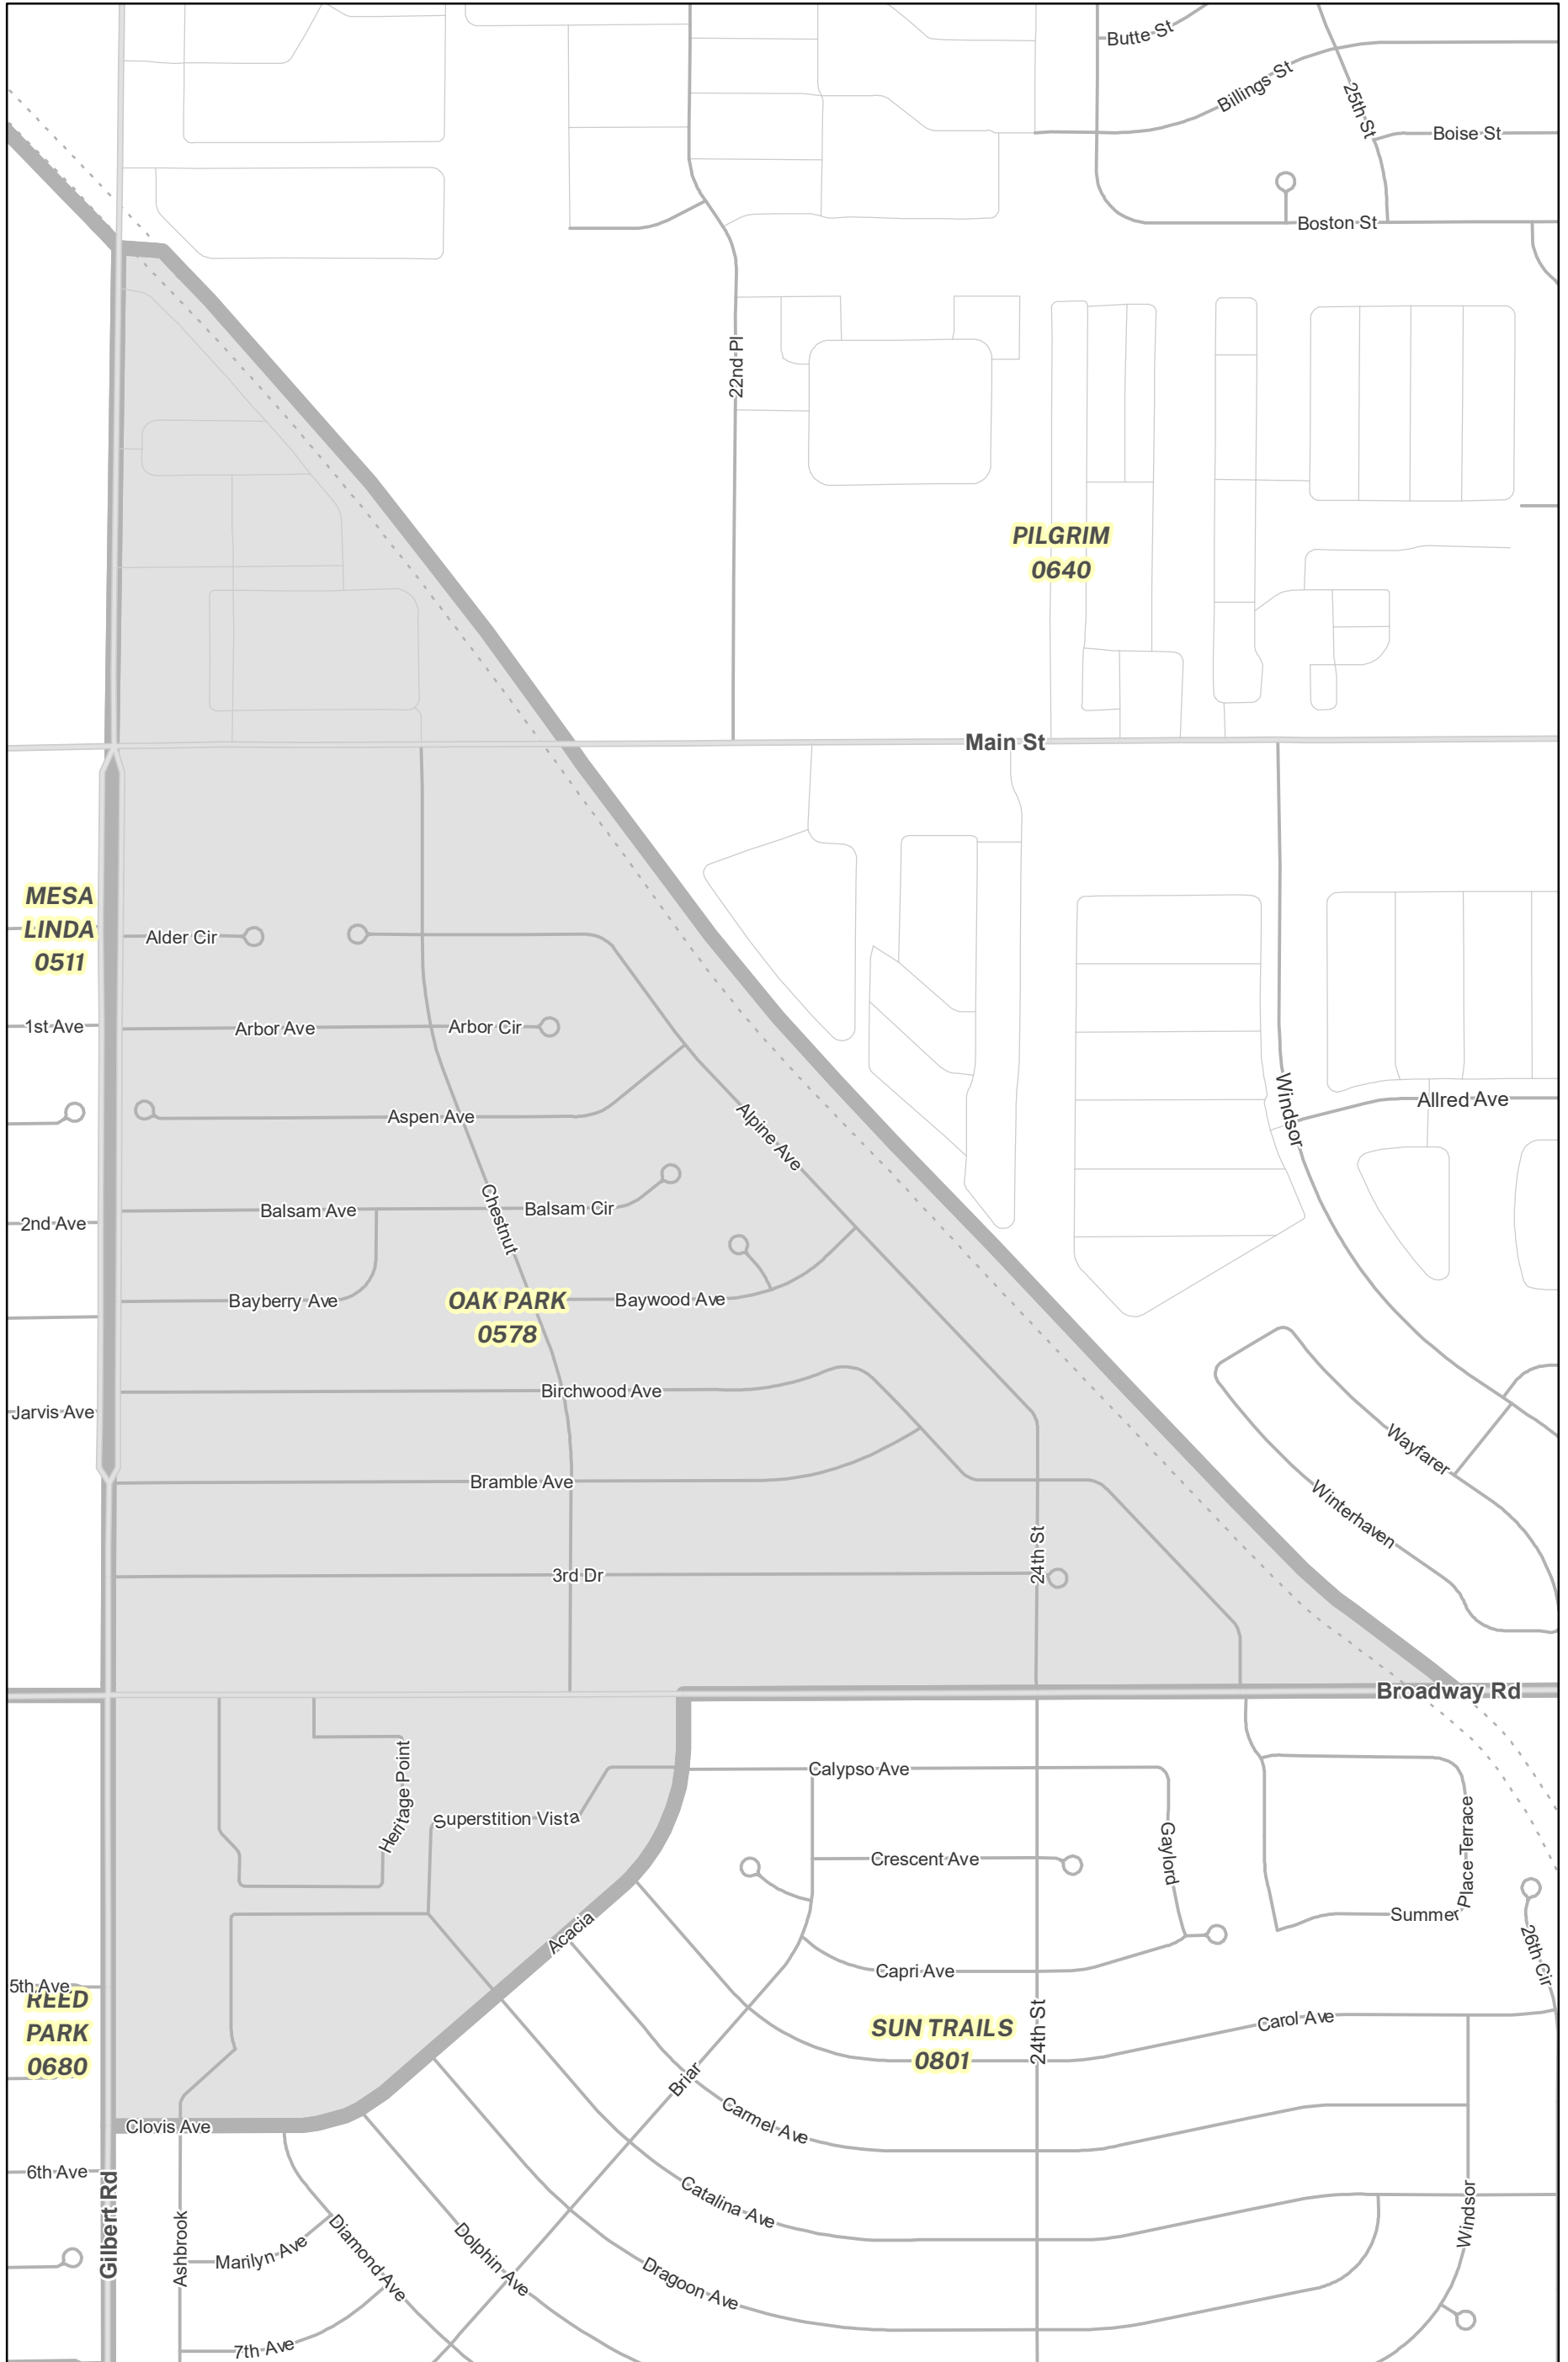 Butte St
Billings St
25th St
Boise St
Boston St
22nd Pl
PILGRIM
0640
Main St
MESA
LINDA
0511
Alder Cir
1st Ave
Arbor Ave
Arbor Cir
Windsor
Allred Ave
Aspen Ave
Alpine Ave
Chestnut
2nd Ave
Balsam Ave
Balsam Cir
Bayberry Ave
OAK PARK
0578
Baywood Ave
Birchwood Ave
Jarvis Ave
Wayfarer
Bramble Ave
Winterhaven
3rd Dr
24th St
Broadway Rd
Heritage Point
Superstition Vista
Calypso Ave
Gaylord
Crescent Ave
Place Terrace
Summer
Acacia
26th Cir
5th Ave
REED
PARK
0680
Capri Ave
SUN TRAILS
0801
24th St
Carol Ave
Briar
Clovis Ave
Carmel Ave
6th Ave
Gilbert Rd
Catalina Ave
Windsor
Ashbrook
Marilyn Ave
Diamond Ave
Dolphin Ave
Dragoon Ave
7th Ave